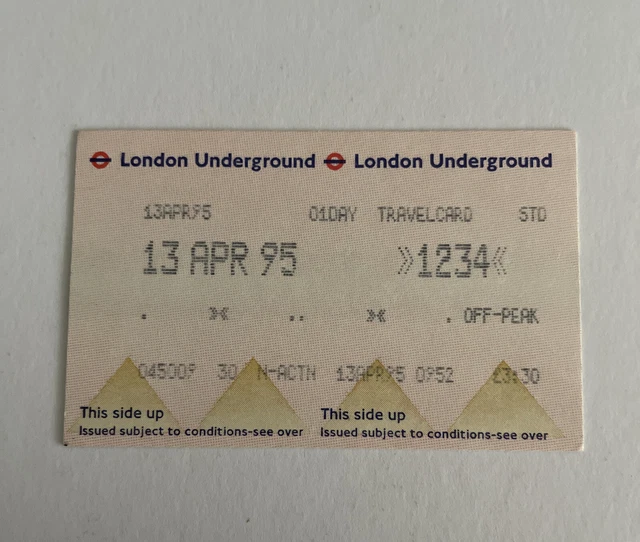 London Underground London Underground
13APR95 01DAY TRAVELCARD STD
13 APR 95 »1234«
. >< .. >< . OFF-PEAK
045009 30 N-ACTN 13APR95 0952 23:30
This side up This side up
Issued subject to conditions-see over Issued subject to conditions-see over